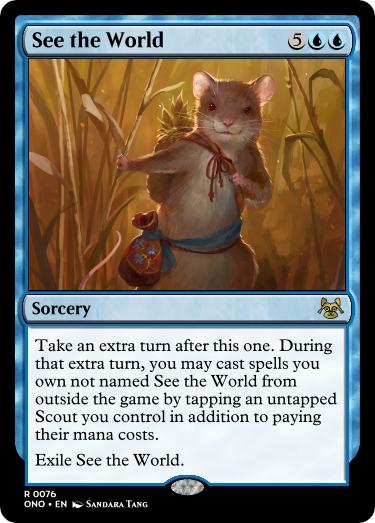 See the World 5
Sorcery
Take an extra turn after this one. During
that extra turn, you may cast spells you
own not named See the World from
outside the game by tapping an untapped
Scout you control in addition to paying
their mana costs.
Exile See the World.
R 0076
ONO • EN Sandara Tang